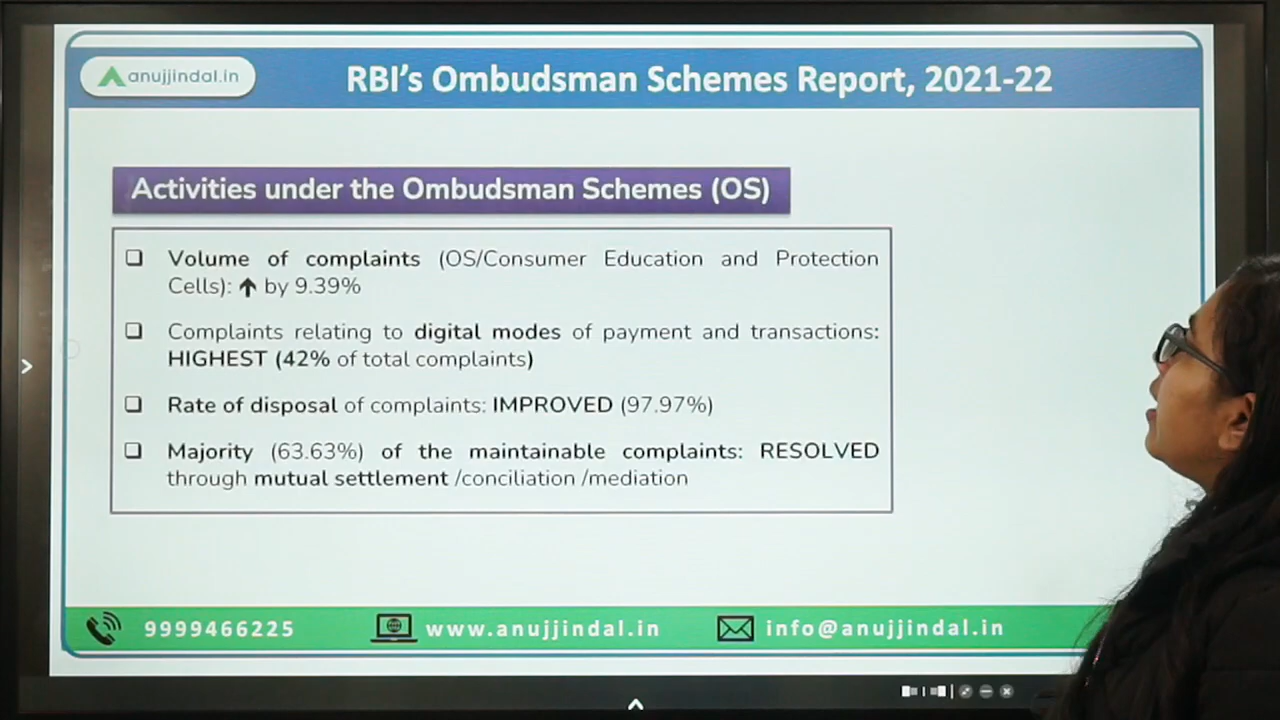 anujjindal.in
RBI's Ombudsman Schemes Report, 2021-22
Activities under the Ombudsman Schemes (OS)
Volume of complaints (OS/Consumer Education and Protection
Cells): ↑ by 9.39%
Complaints relating to digital modes of payment and transactions:
HIGHEST (42% of total complaints)
Rate of disposal of complaints: IMPROVED (97.97%)
Majority (63.63%) of the maintainable complaints: RESOLVED
through mutual settlement /conciliation /mediation
9999466225 www.anujjindal.in info@anujjindal.in